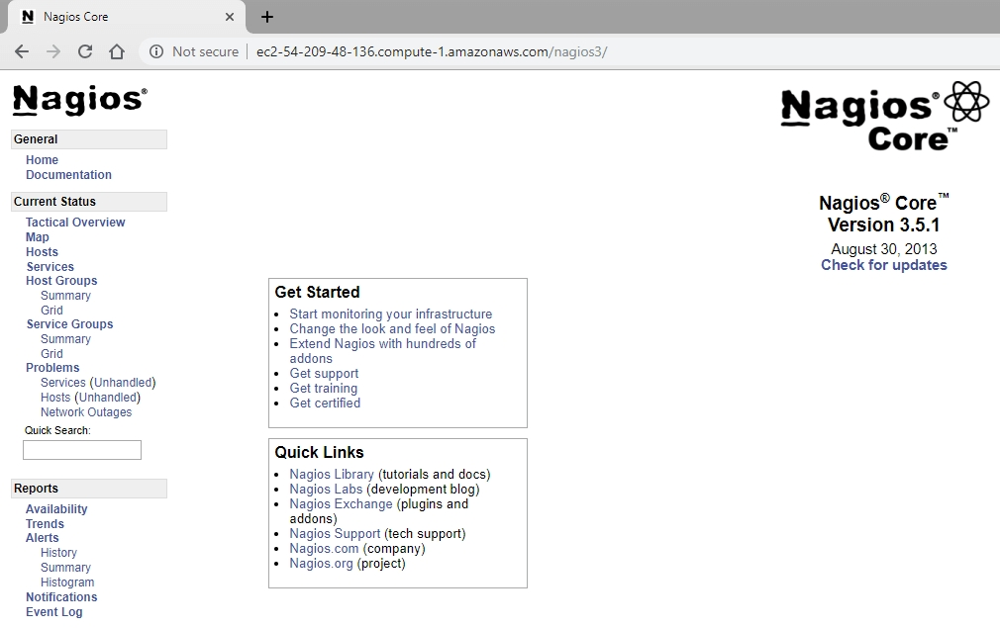 Nagios Core
Not secure | ec2-54-209-48-136.compute-1.amazonaws.com/nagios3/
Nagios®
General
Home
Documentation
Current Status
Tactical Overview
Map
Hosts
Services
Host Groups
Summary
Grid
Service Groups
Summary
Grid
Problems
Services (Unhandled)
Hosts (Unhandled)
Network Outages
Quick Search:
Reports
Availability
Trends
Alerts
History
Summary
Histogram
Notifications
Event Log
Nagios®
Core™
Nagios® Core™
Version 3.5.1
August 30, 2013
Check for updates
Get Started
Start monitoring your infrastructure
Change the look and feel of Nagios
Extend Nagios with hundreds of
addons
Get support
Get training
Get certified
Quick Links
Nagios Library (tutorials and docs)
Nagios Labs (development blog)
Nagios Exchange (plugins and
addons)
Nagios Support (tech support)
Nagios.com (company)
Nagios.org (project)